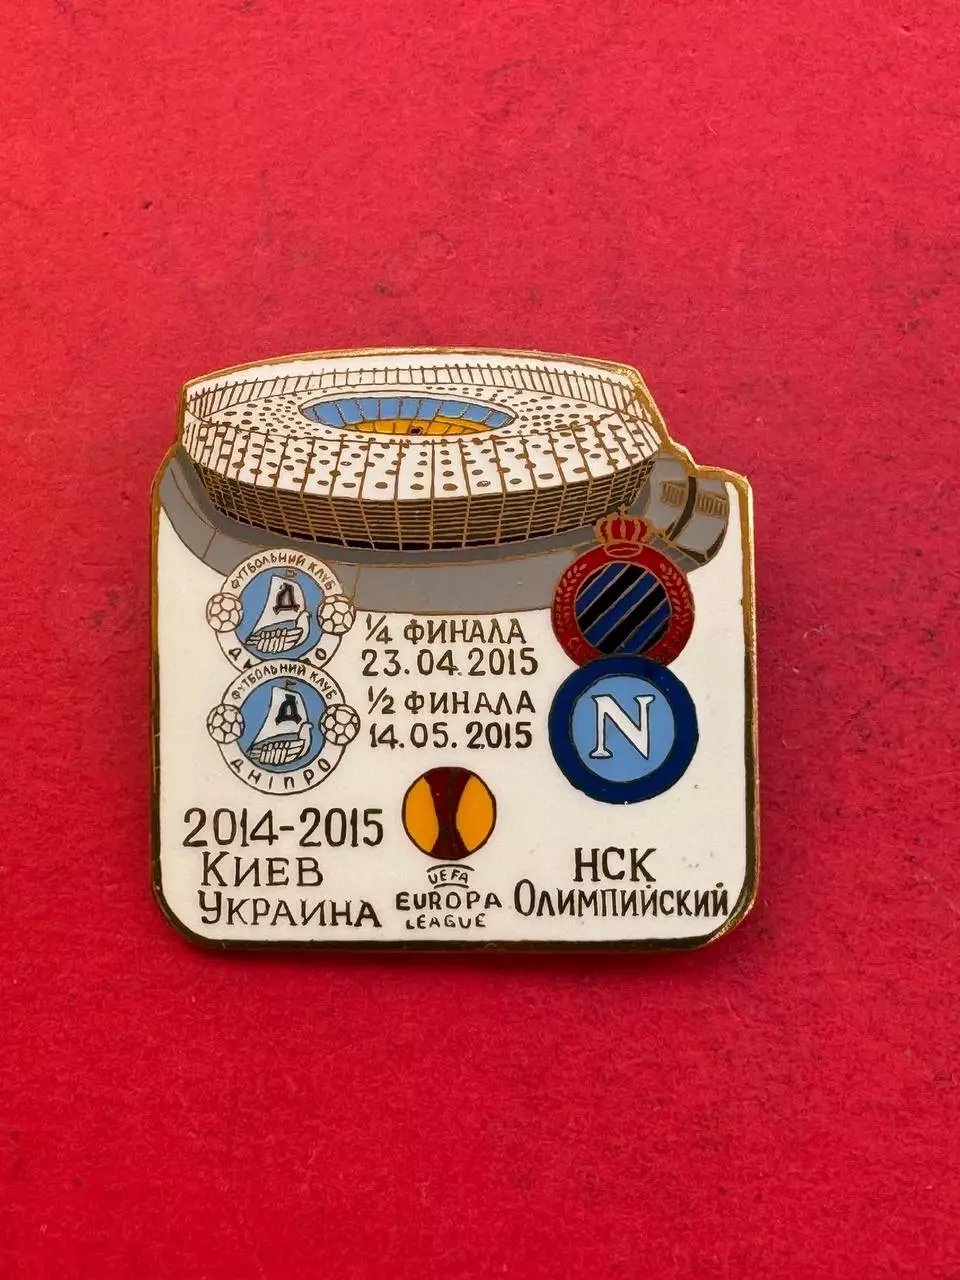 ФУТБОЛЬНИЙ КЛУБ
Д
1/4 ФИНАЛА
23.04.2015
ФУТБОЛЬНИЙ КЛУБ
Д
ДНІПРО
1/2 ФИНАЛА
14.05.2015
N
2014-2015
КИЕВ
УКРАИНА
UEFA
EUROPA
LEAGUE
НСК
ОЛИМПИЙСКИЙ